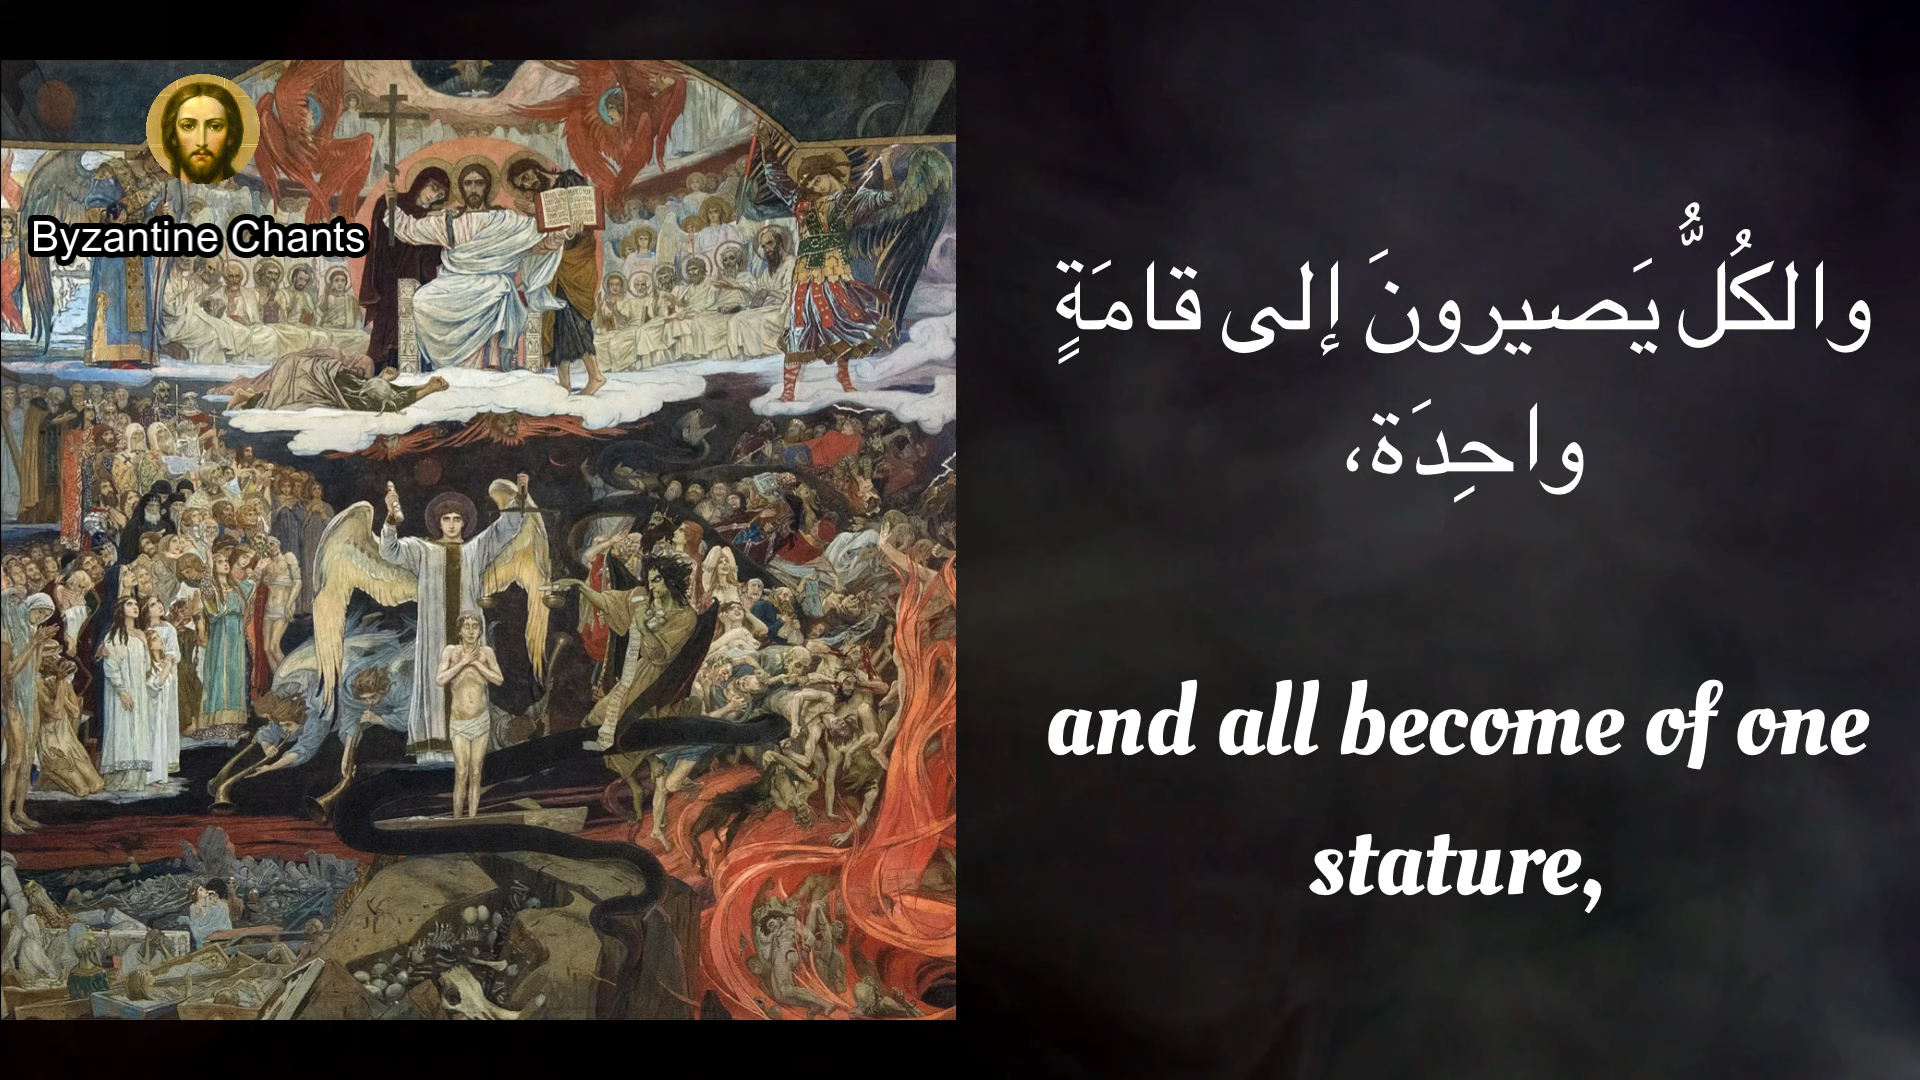 Byzantine Chants
والكُلُّ يَصيرونَ إلى قامَةٍ
واحِدَة،
and all become of one
stature,